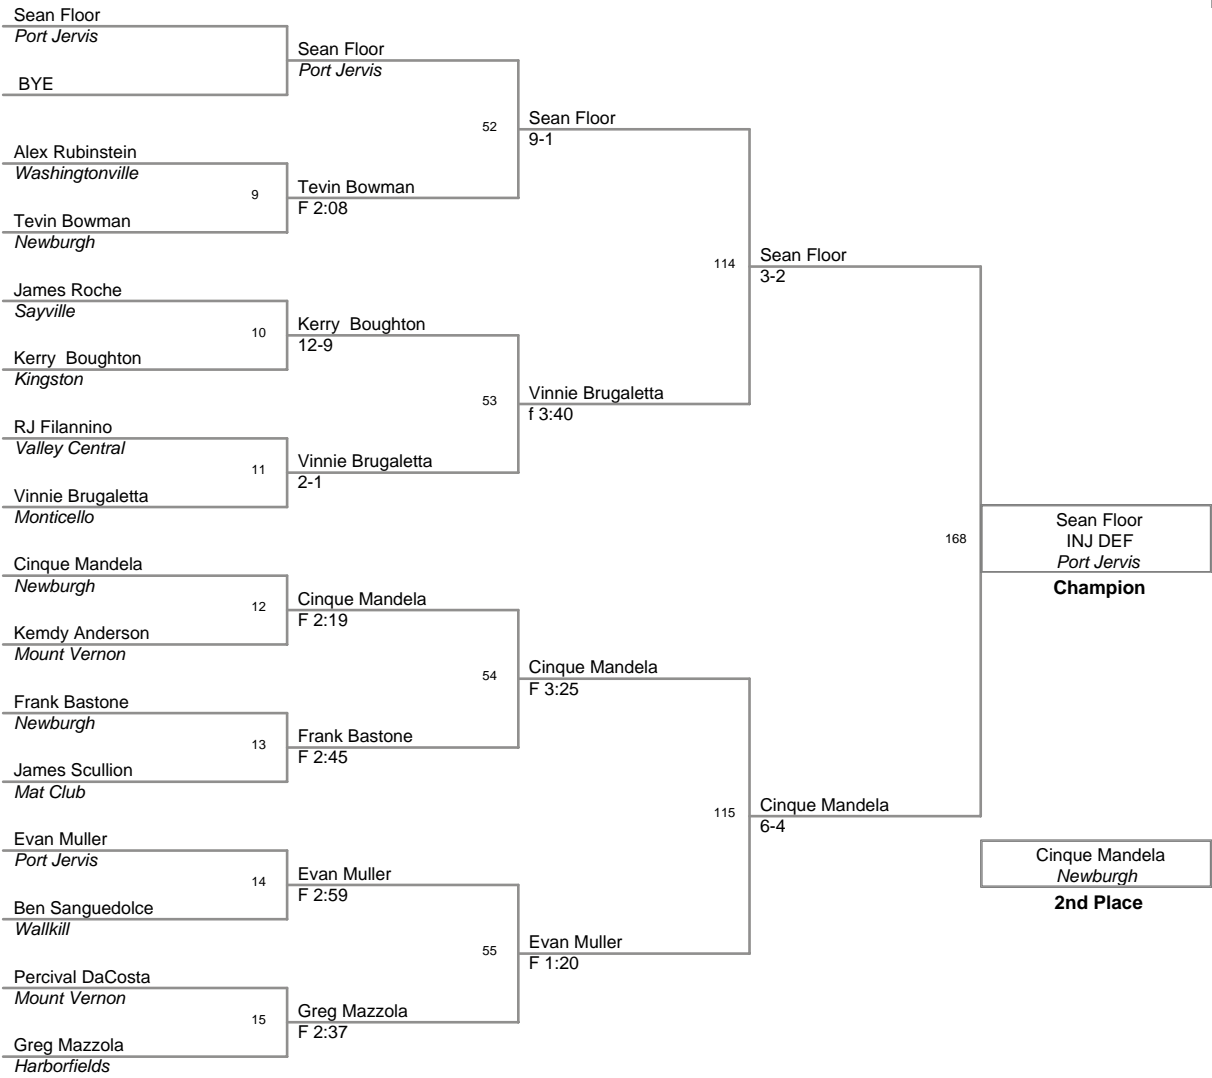 Sean Floor
Port Jervis
BYE
Alex Rubinstein
Washingtonville
9
Tevin Bowman
Newburgh
James Roche
Sayville
10
Kerry  Boughton
Kingston
RJ Filannino
Valley Central
11
Vinnie Brugaletta
Monticello
Cinque Mandela
Newburgh
12
Kemdy Anderson
Mount Vernon
Frank Bastone
Newburgh
13
James Scullion
Mat Club
Evan Muller
Port Jervis
14
Ben Sanguedolce
Wallkill
Percival DaCosta
Mount Vernon
15
Greg Mazzola
Harborfields
Sean Floor
Port Jervis
52
Tevin Bowman
F 2:08
Kerry  Boughton
12-9
53
Vinnie Brugaletta
2-1
Cinque Mandela
F 2:19
54
Frank Bastone
F 2:45
Evan Muller
F 2:59
55
Greg Mazzola
F 2:37
Sean Floor
9-1
114
Vinnie Brugaletta
f 3:40
Cinque Mandela
F 3:25
115
Evan Muller
F 1:20
Sean Floor
3-2
168
Cinque Mandela
6-4
Sean Floor
INJ DEF
Port Jervis
Champion
Cinque Mandela
Newburgh
2nd Place